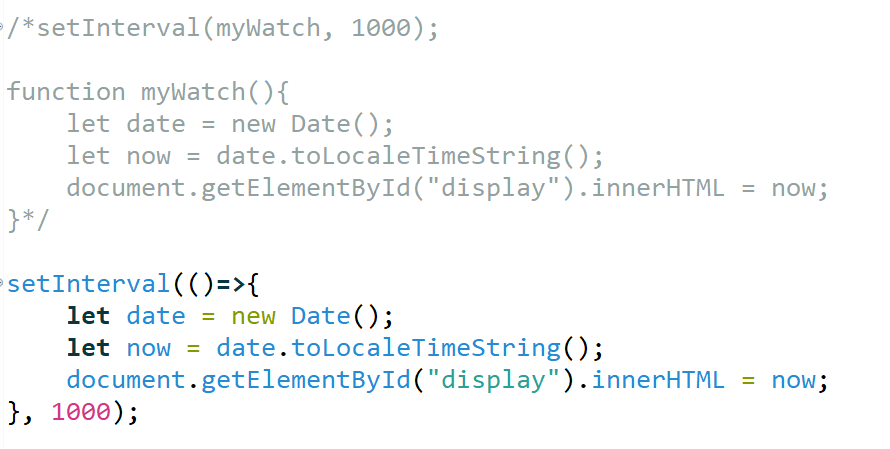 /*setInterval(myWatch, 1000);

function myWatch(){
    let date = new Date();
    let now = date.toLocaleTimeString();
    document.getElementById("display").innerHTML = now;
}*/

setInterval(()=>{
    let date = new Date();
    let now = date.toLocaleTimeString();
    document.getElementById("display").innerHTML = now;
}, 1000);